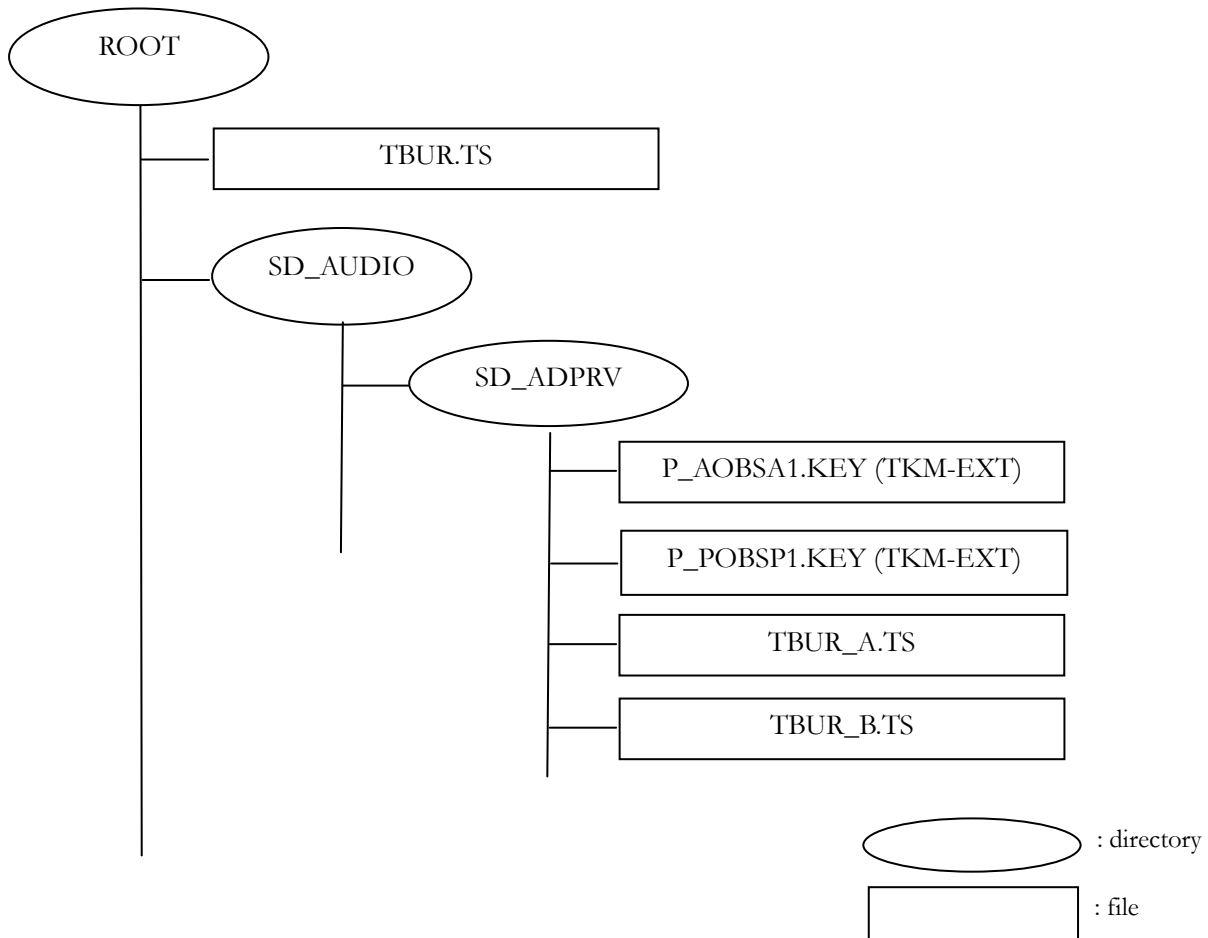 ROOT
TBUR.TS
SD_AUDIO
SD_ADPRV
P_AOBSA1.KEY (TKM-EXT)
P_POBSP1.KEY (TKM-EXT)
TBUR_A.TS
TBUR_B.TS
: directory
: file